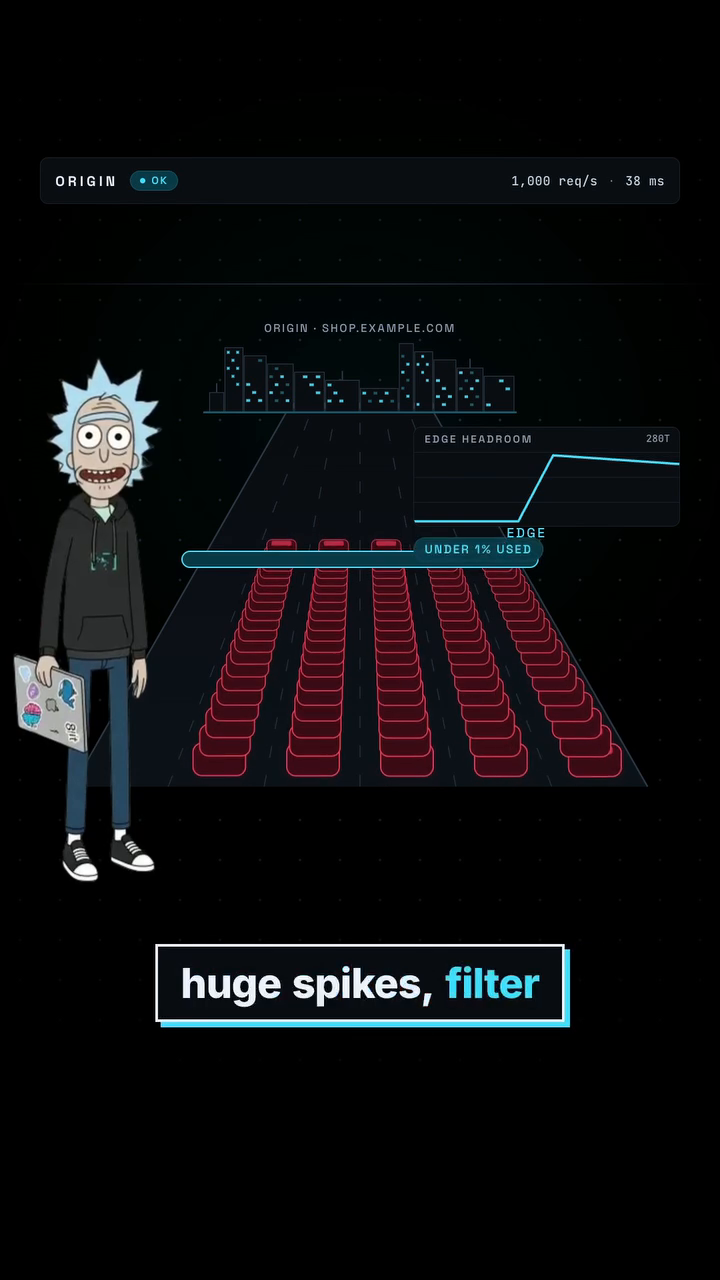 ORIGIN
OK
1,000 req/s · 38 ms
ORIGIN · SHOP.EXAMPLE.COM
EDGE HEADROOM
280T
EDGE
UNDER 1% USED
huge spikes, filter